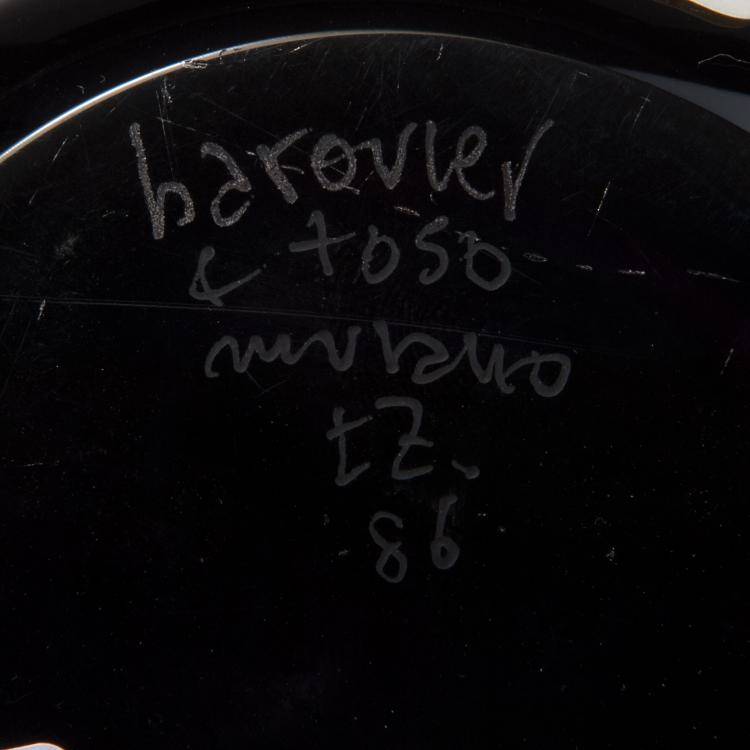 barovier
& toso
murano
tz.
86